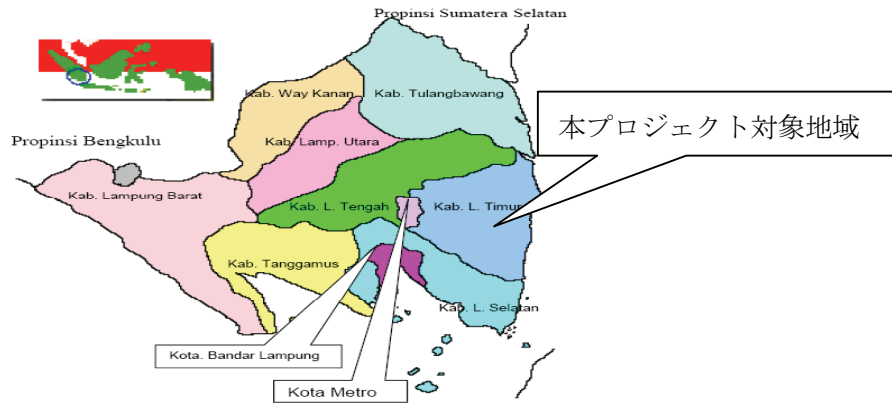 Propinsi Sumatera Selatan
Kab. Way Kanan
Kab. Tulangbawang
本プロジェクト対象地域
Propinsi Bengkulu
Kab. Lamp. Utara
Kab. Lampung Barat
Kab. L. Tengah
Kab. L. Timur
Kab. Tanggamus
Kab. L. Selatan
Kota. Bandar Lampung
Kota Metro